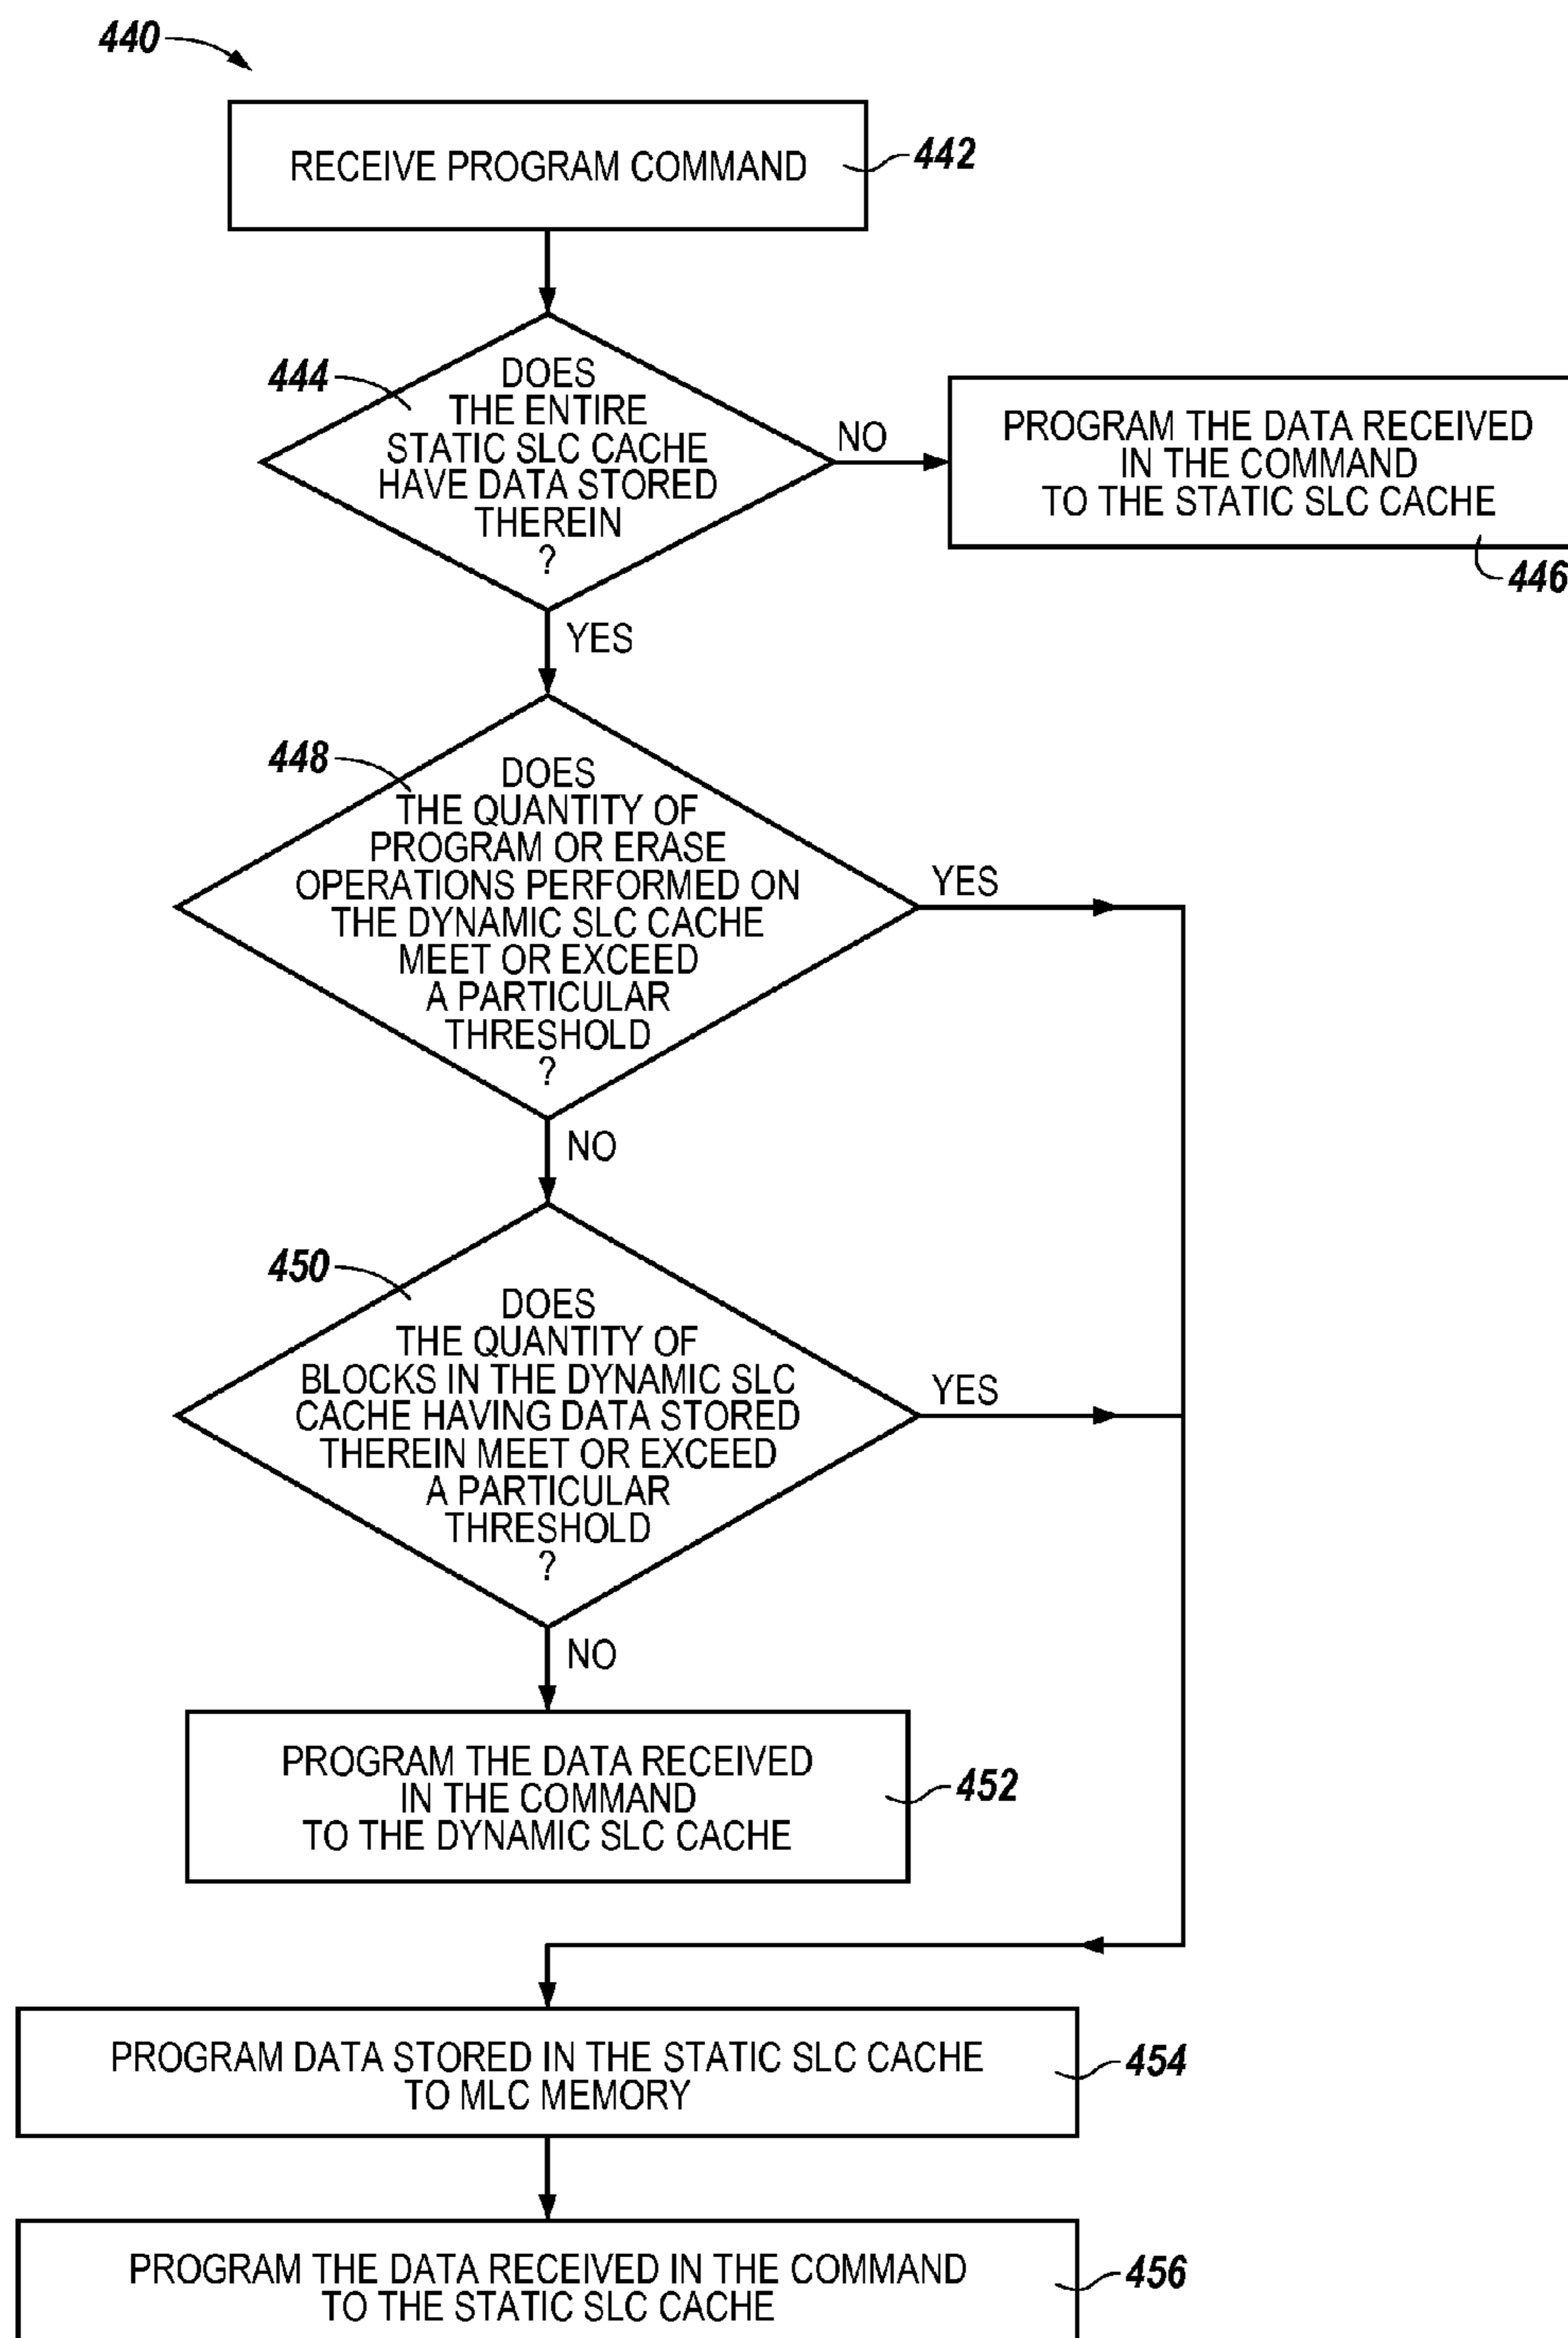 440
RECEIVE PROGRAM COMMAND
442
444
DOES
THE ENTIRE
STATIC SLC CACHE
HAVE DATA STORED
THEREIN
?
NO
PROGRAM THE DATA RECEIVED
IN THE COMMAND
TO THE STATIC SLC CACHE
446
YES
448
DOES
THE QUANTITY OF
PROGRAM OR ERASE
OPERATIONS PERFORMED ON
THE DYNAMIC SLC CACHE
MEET OR EXCEED
A PARTICULAR
THRESHOLD
?
YES
NO
450
DOES
THE QUANTITY OF
BLOCKS IN THE DYNAMIC SLC
CACHE HAVING DATA STORED
THEREIN MEET OR EXCEED
A PARTICULAR
THRESHOLD
?
YES
NO
PROGRAM THE DATA RECEIVED
IN THE COMMAND
TO THE DYNAMIC SLC CACHE
452
PROGRAM DATA STORED IN THE STATIC SLC CACHE
TO MLC MEMORY
454
PROGRAM THE DATA RECEIVED IN THE COMMAND
TO THE STATIC SLC CACHE
456